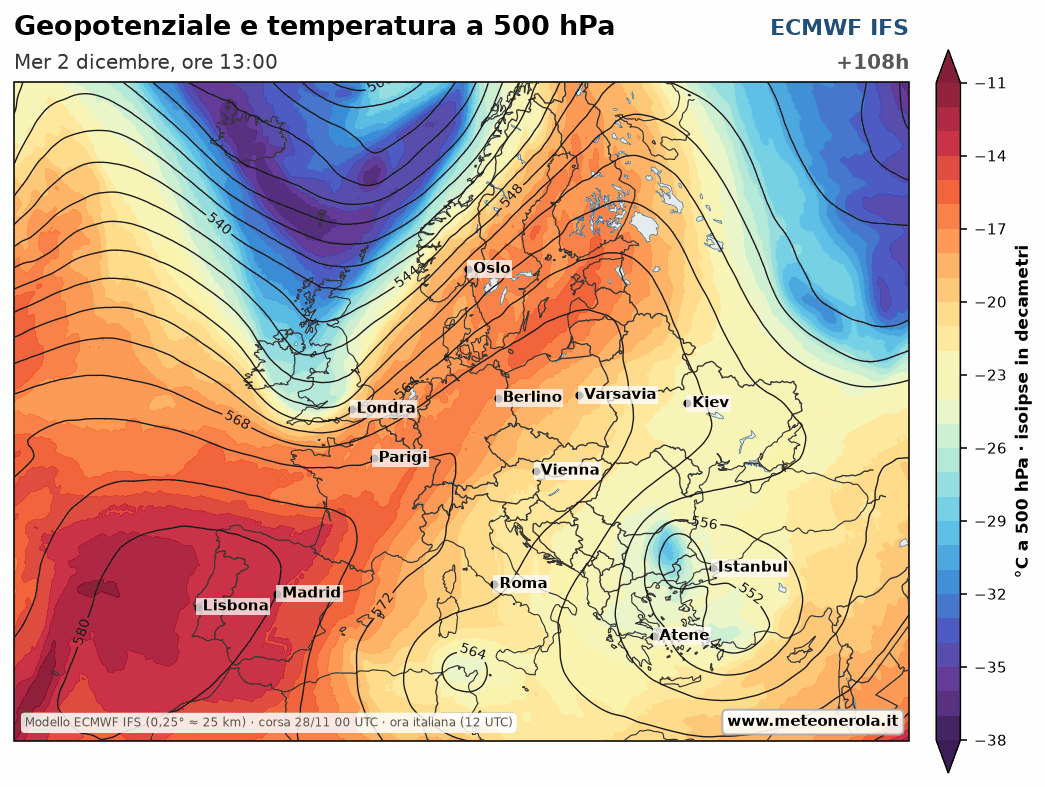 Geopotenziale e temperatura a 500 hPa
ECMWF IFS
Mer 2 dicembre, ore 13:00
+108h
540
548
544
564
568
556
552
572
564
580
Oslo
Londra
Berlino
Varsavia
Kiev
Parigi
Vienna
Istanbul
Roma
Madrid
Lisbona
Atene
Modello ECMWF IFS (0,25° ≈ 25 km) · corsa 28/11 00 UTC · ora italiana (12 UTC)
www.meteonerola.it
−11
−14
−17
−20
−23
−26
−29
−32
−35
−38
°C a 500 hPa · isoipse in decametri